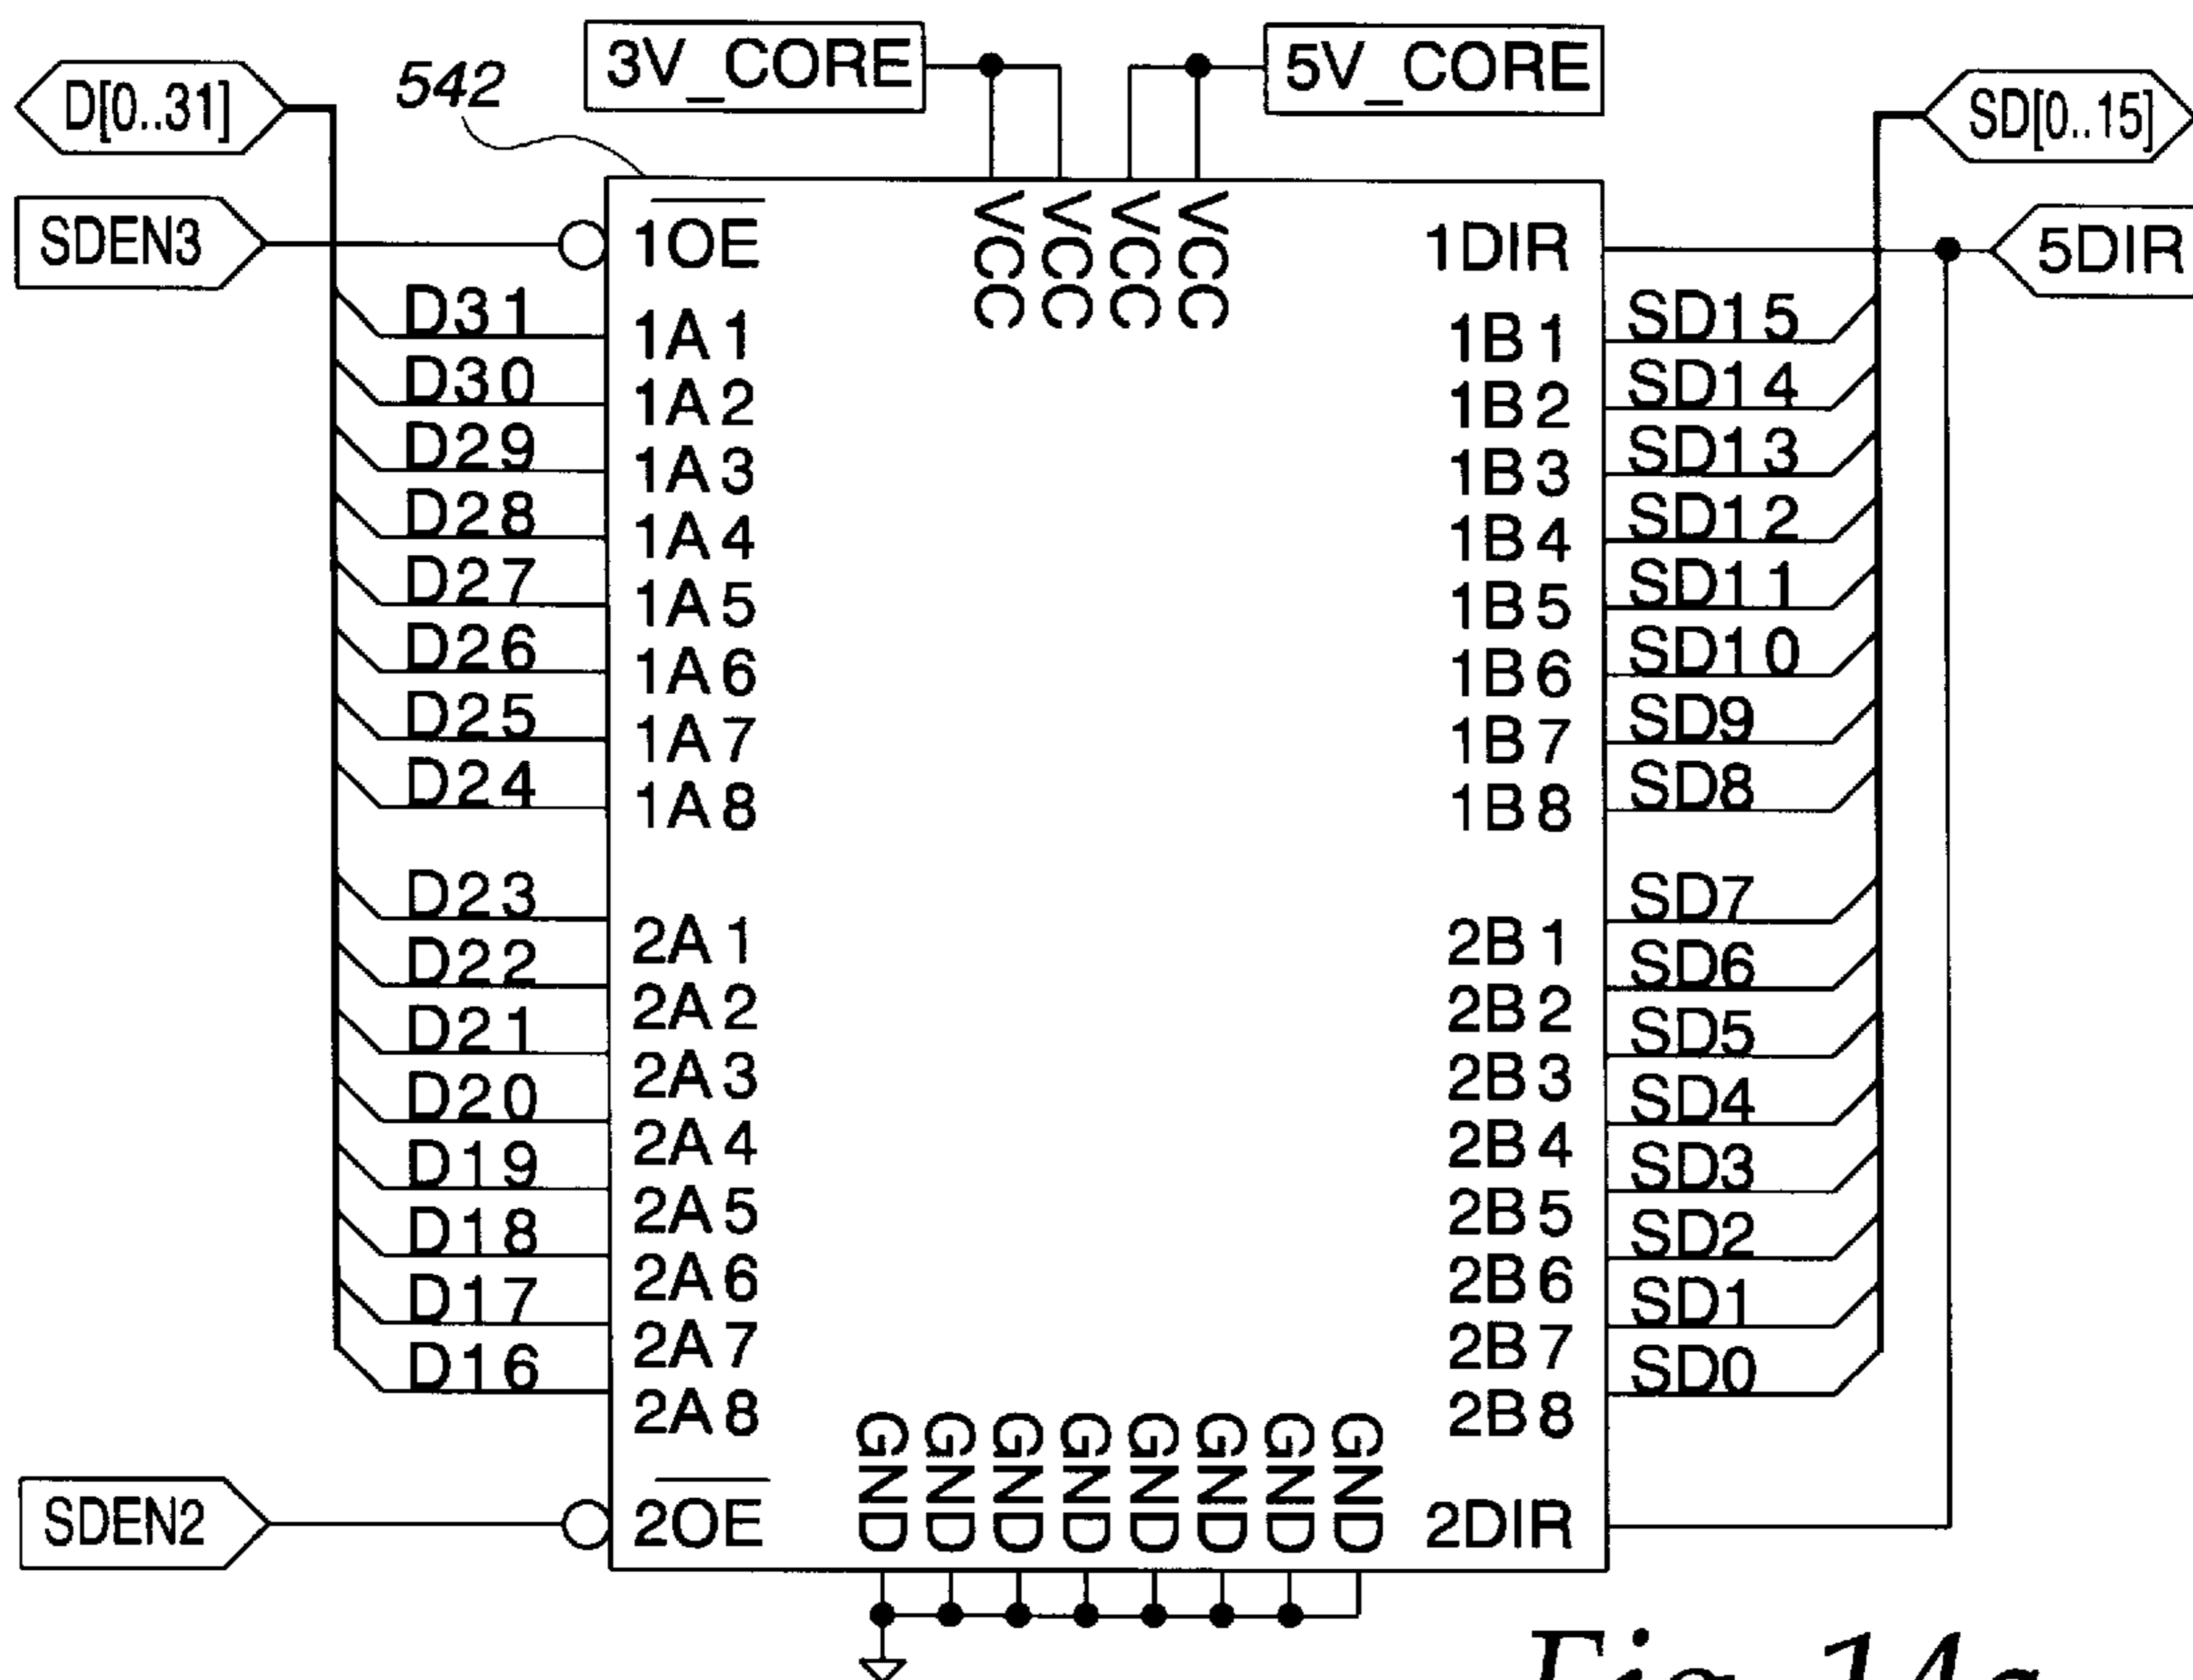 3V_CORE 5V_CORE
D[0..31] 542 SD[0..15]
SDEN3 1OE VCC VCC VCC VCC 1DIR 5DIR
D31 1A1 1B1 SD15
D30 1A2 1B2 SD14
D29 1A3 1B3 SD13
D28 1A4 1B4 SD12
D27 1A5 1B5 SD11
D26 1A6 1B6 SD10
D25 1A7 1B7 SD9
D24 1A8 1B8 SD8
D23 2A1 2B1 SD7
D22 2A2 2B2 SD6
D21 2A3 2B3 SD5
D20 2A4 2B4 SD4
D19 2A5 2B5 SD3
D18 2A6 2B6 SD2
D17 2A7 2B7 SD1
D16 2A8 2B8 SD0
SDEN2 2OE GND GND GND GND GND GND GND GND 2DIR